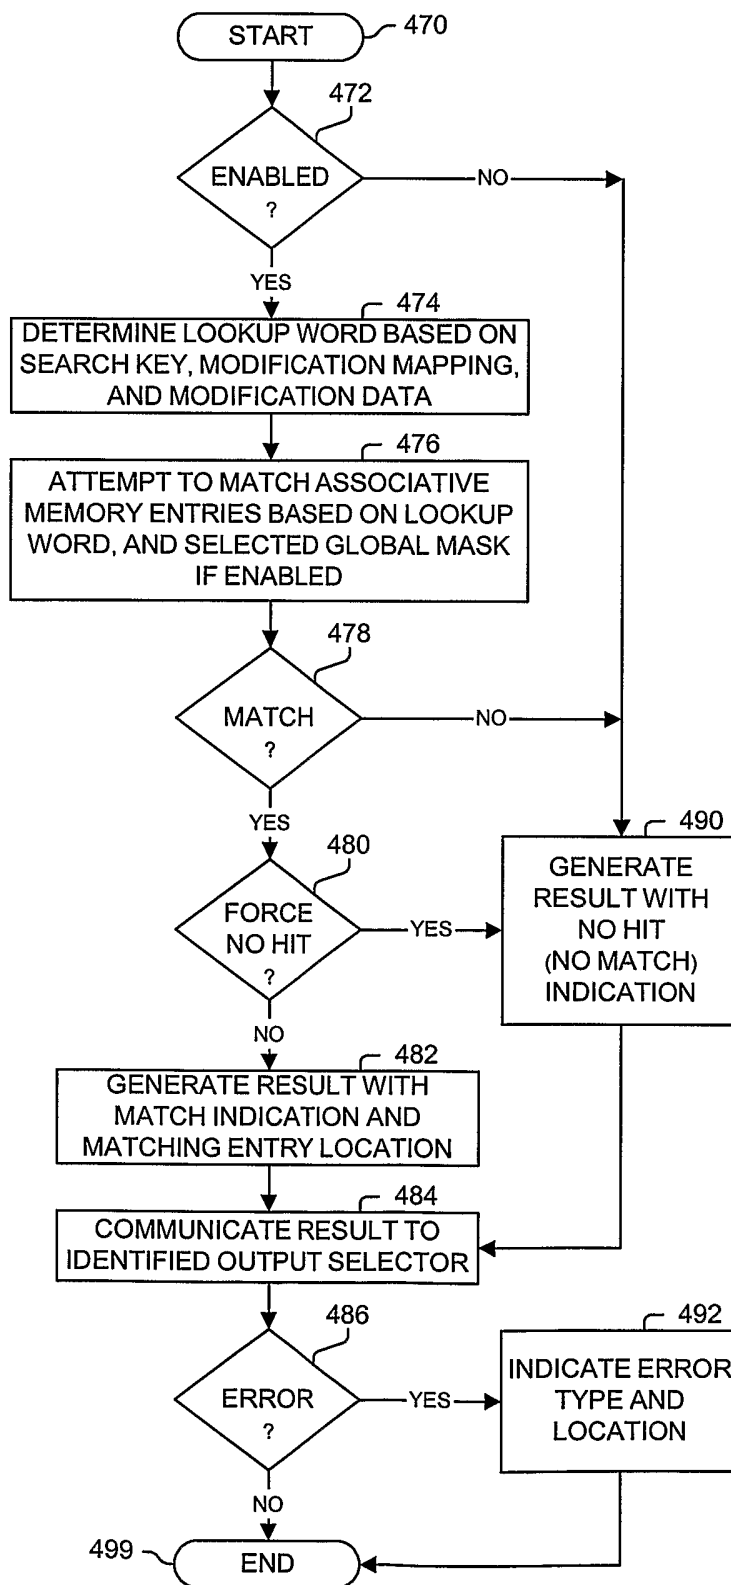 START
470
472
ENABLED
?
NO
YES
474
DETERMINE LOOKUP WORD BASED ON
SEARCH KEY, MODIFICATION MAPPING,
AND MODIFICATION DATA
476
ATTEMPT TO MATCH ASSOCIATIVE
MEMORY ENTRIES BASED ON LOOKUP
WORD, AND SELECTED GLOBAL MASK
IF ENABLED
478
MATCH
?
NO
YES
480
FORCE
NO HIT
?
YES
NO
490
GENERATE
RESULT WITH
NO HIT
(NO MATCH)
INDICATION
482
GENERATE RESULT WITH
MATCH INDICATION AND
MATCHING ENTRY LOCATION
484
COMMUNICATE RESULT TO
IDENTIFIED OUTPUT SELECTOR
486
ERROR
?
YES
NO
492
INDICATE ERROR
TYPE AND
LOCATION
499
END